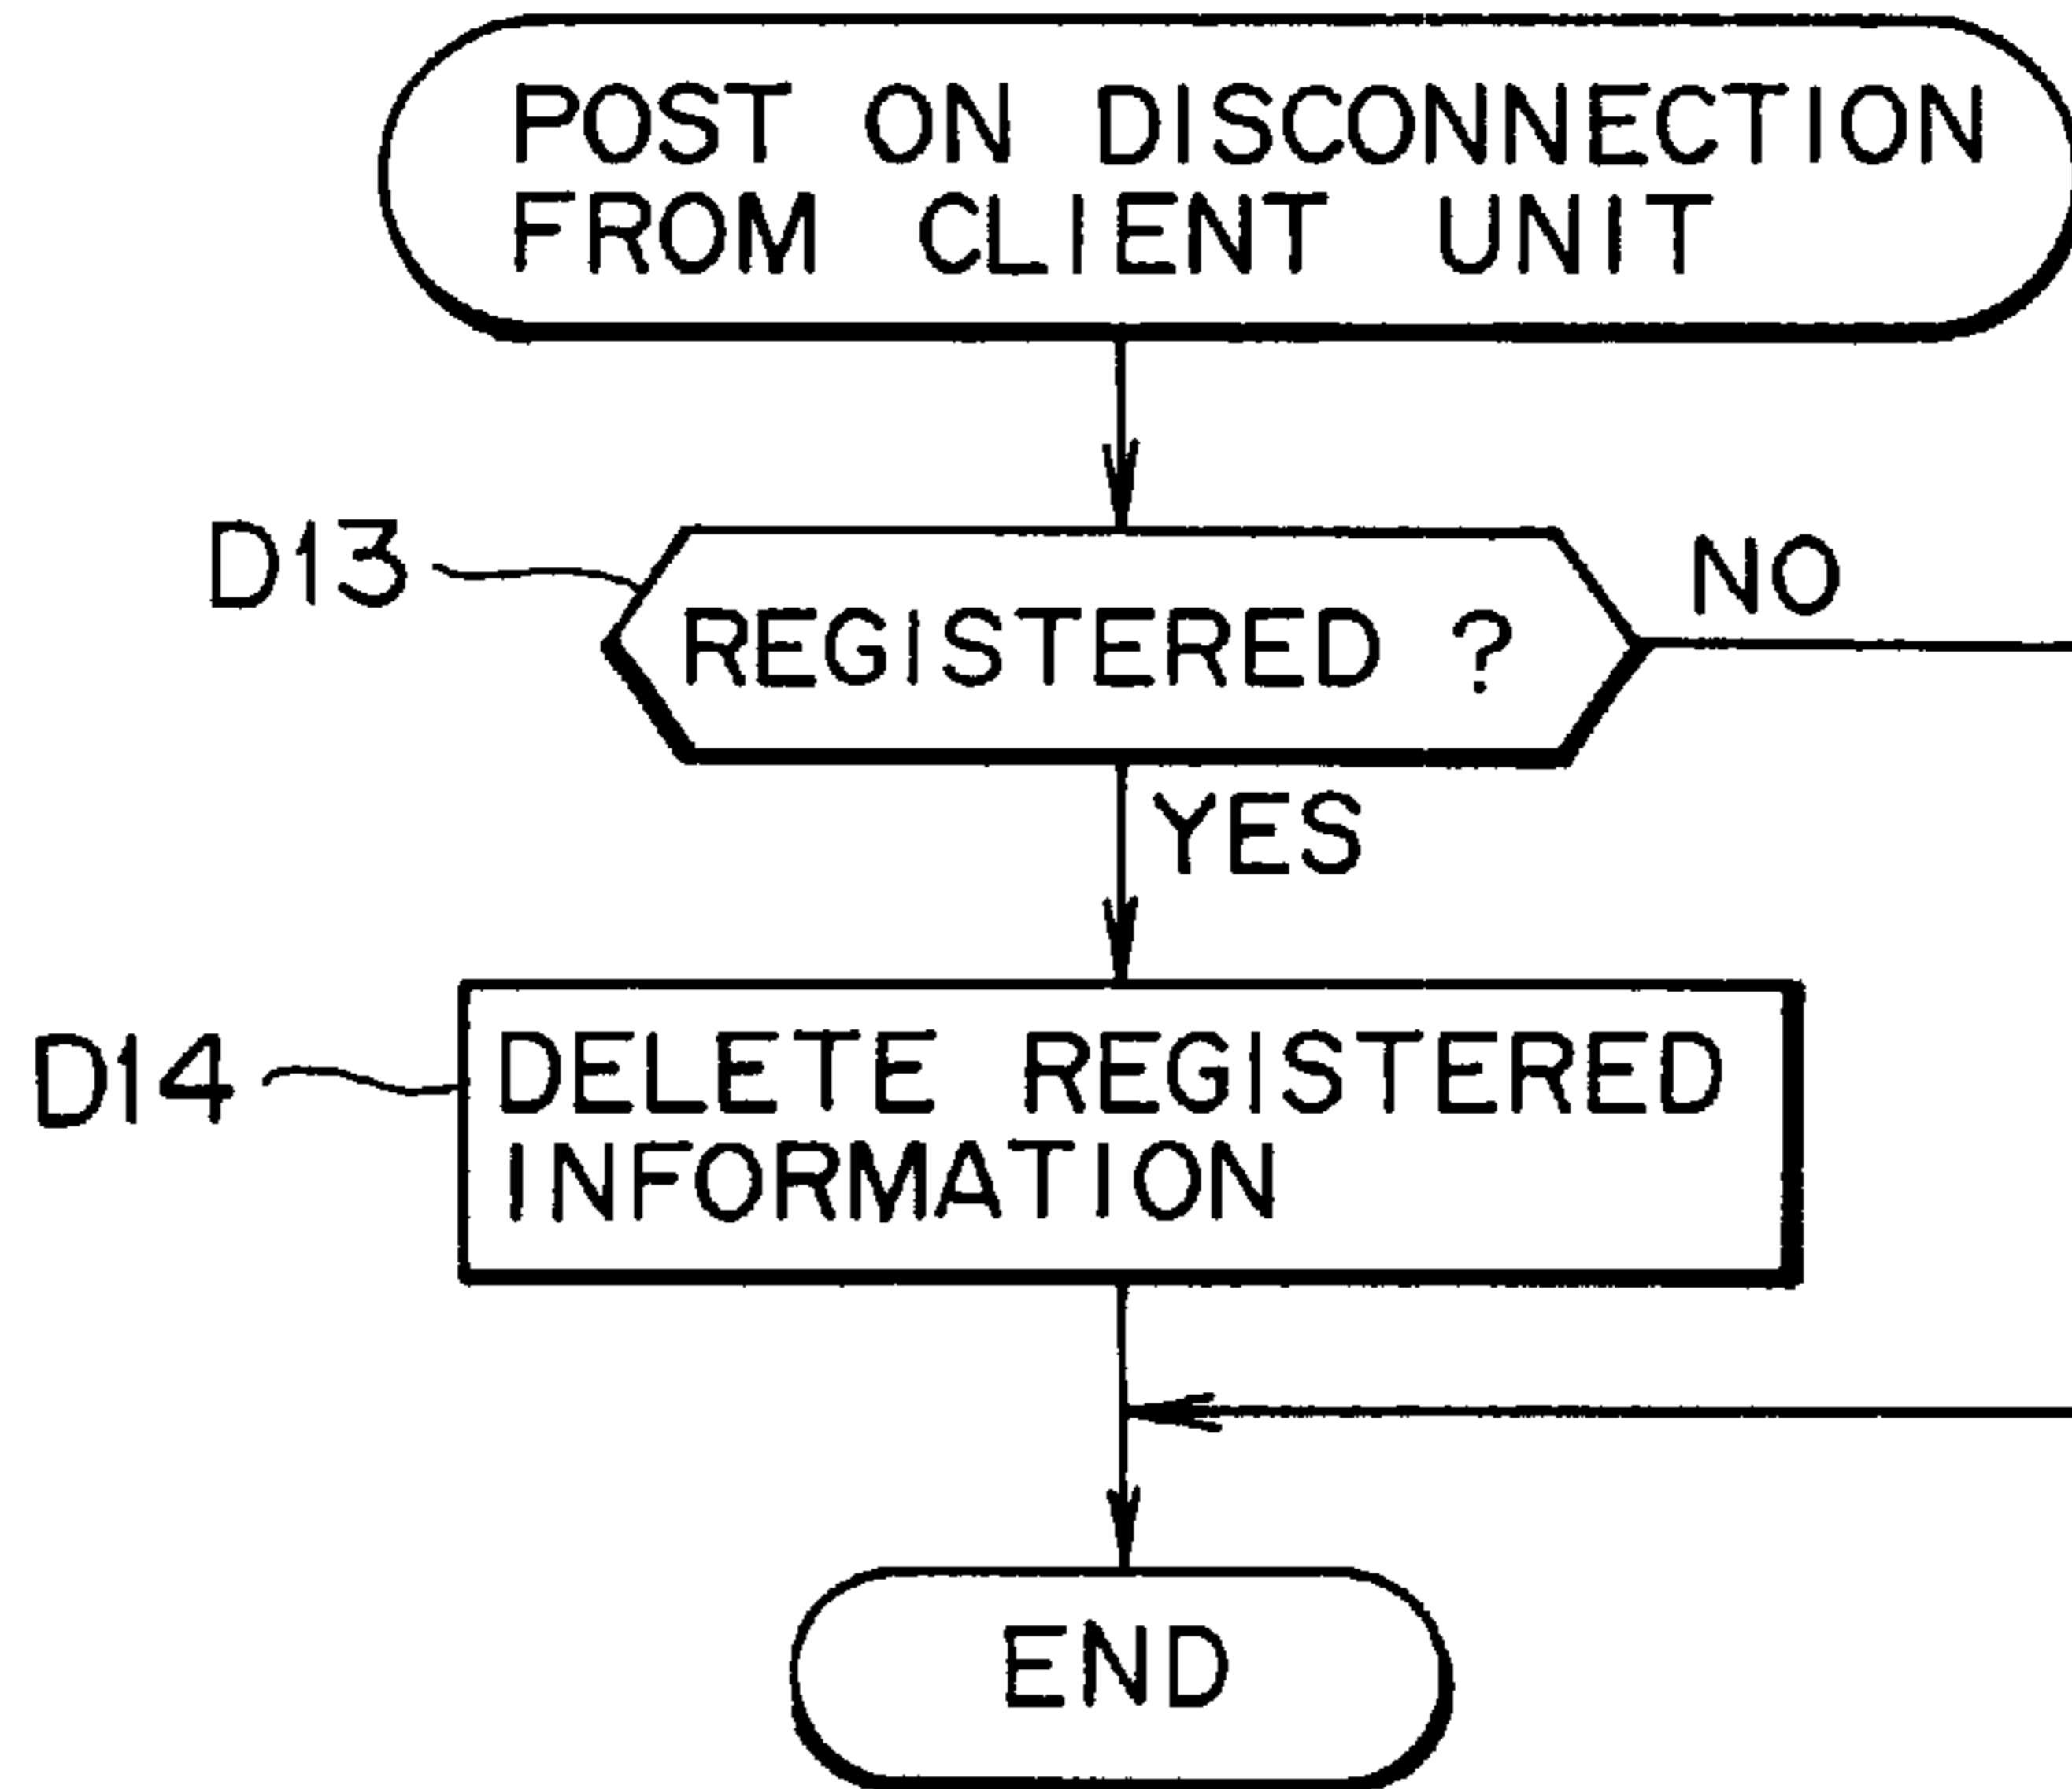 POST ON DISCONNECTION
FROM CLIENT UNIT
D13
REGISTERED ?
NO
YES
D14
DELETE REGISTERED
INFORMATION
END